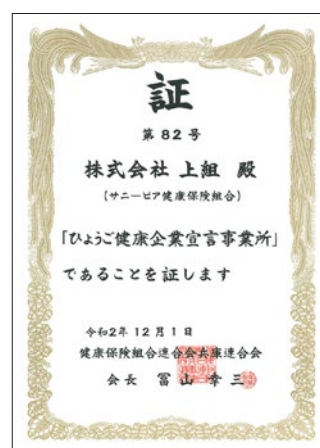 証
第82号
株式会社 上組 殿
(サニーピア健康保険組合)
「ひょうご健康企業宣言事業所」
であることを証します
令和2年12月1日
健康保険組合連合会兵庫連合会
会長 冨山幸三